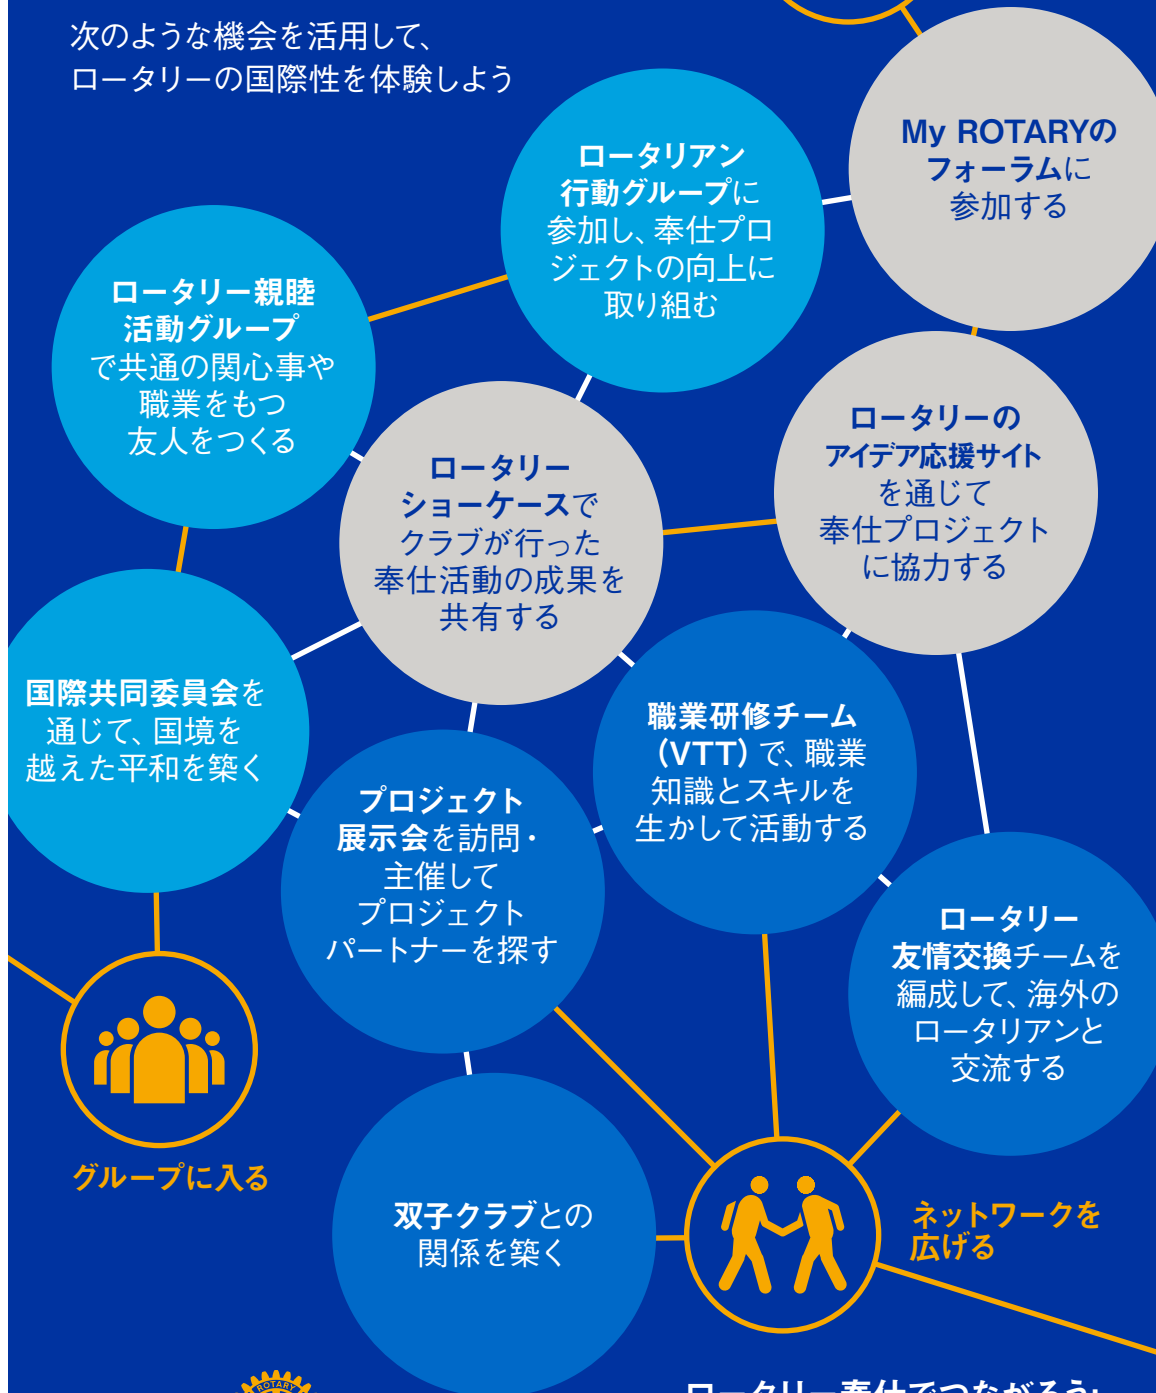 次のような機会を活用して、
ロータリーの国際性を体験しよう
My ROTARYの
フォーラムに
参加する
ロータリアン
行動グループに
参加し、奉仕プロ
ジェクトの向上に
取り組む
ロータリー親睦
活動グループ
で共通の関心事や
職業をもつ
友人をつくる
ロータリーの
アイデア応援サイト
を通じて
奉仕プロジェクト
に協力する
ロータリー
ショーケースで
クラブが行った
奉仕活動の成果を
共有する
国際共同委員会を
通じて、国境を
越えた平和を築く
職業研修チーム
（VTT）で、職業
知識とスキルを
生かして活動する
プロジェクト
展示会を訪問・
主催して
プロジェクト
パートナーを探す
ロータリー
友情交換チームを
編成して、海外の
ロータリアンと
交流する
グループに入る
双子クラブとの
関係を築く
ネットワークを
広げる
ROTARY
ロータリー奉仕でつながろう: